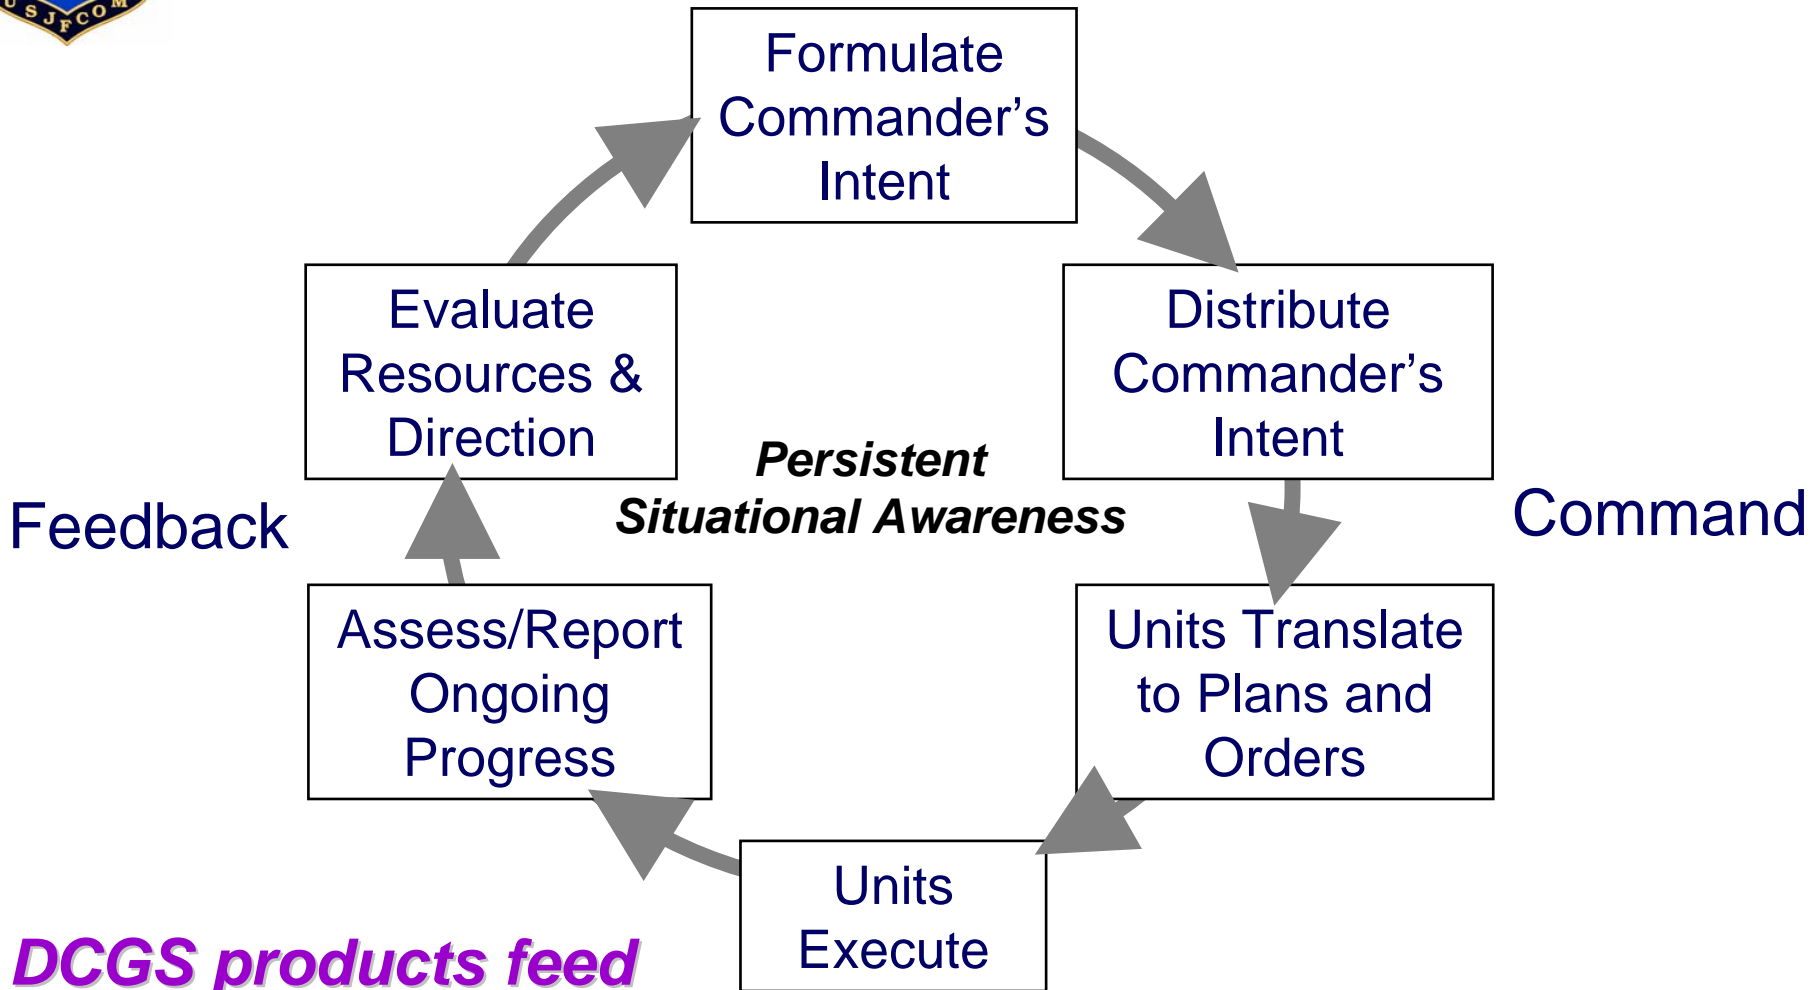 USJFCOM
Formulate
Commander’s
Intent
Evaluate
Resources &
Direction
Distribute
Commander’s
Intent
Persistent
Situational Awareness
Feedback
Command
Assess/Report
Ongoing
Progress
Units Translate
to Plans and
Orders
Units
Execute
DCGS products feed